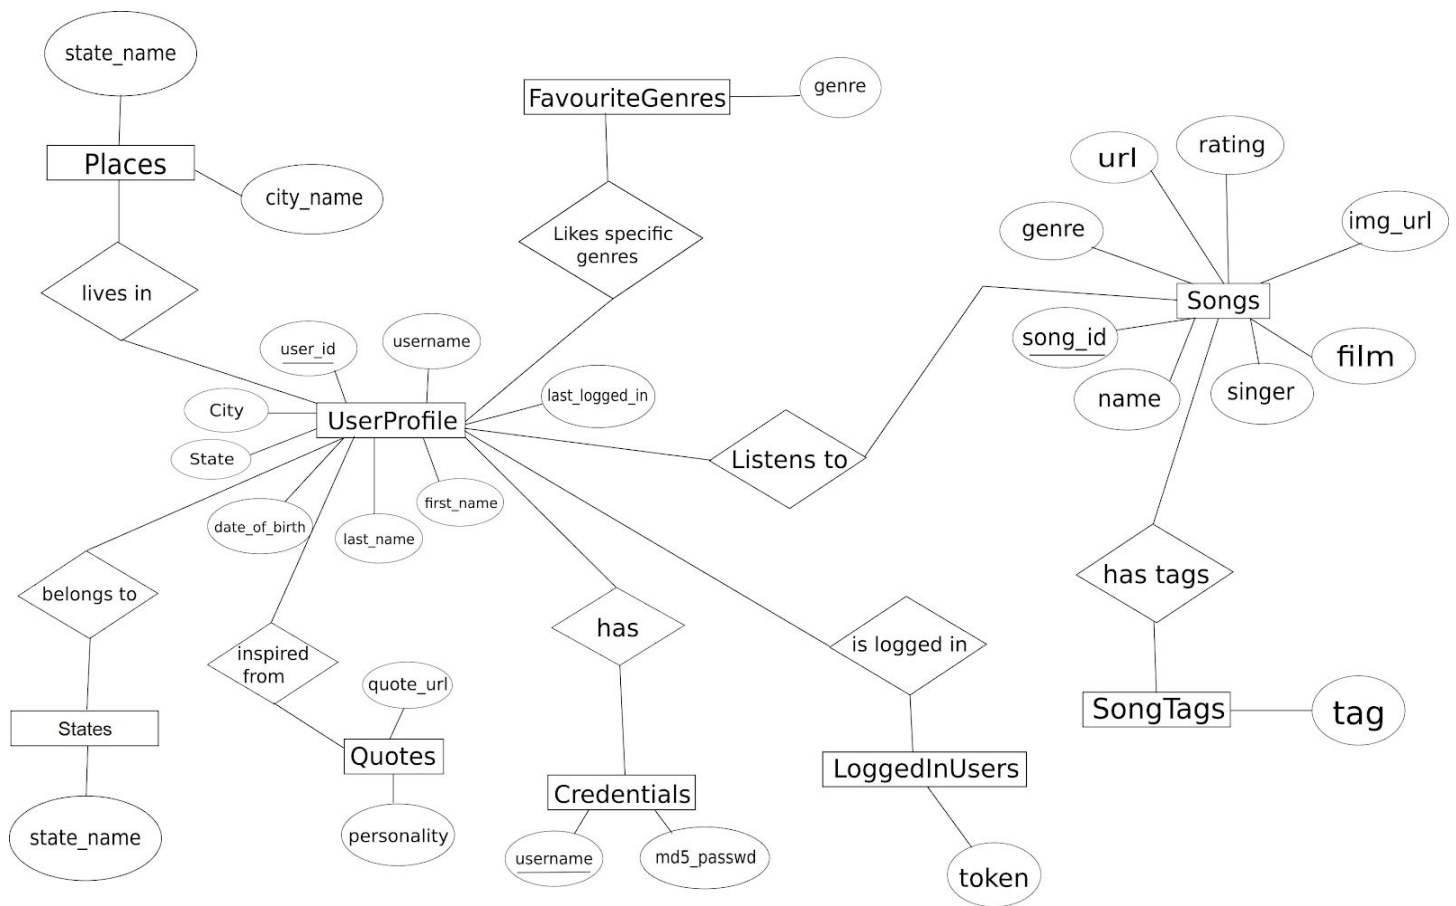 state_name
FavouriteGenres
genre
Places
city_name
url
rating
genre
img_url
Likes specific
genres
lives in
Songs
song_id
film
name
singer
user_id
username
last_logged_in
City
UserProfile
State
Listens to
date_of_birth
last_name
first_name
belongs to
has tags
inspired
from
has
is logged in
quote_url
States
Quotes
SongTags
tag
Credentials
LoggedInUsers
state_name
personality
username
md5_passwd
token